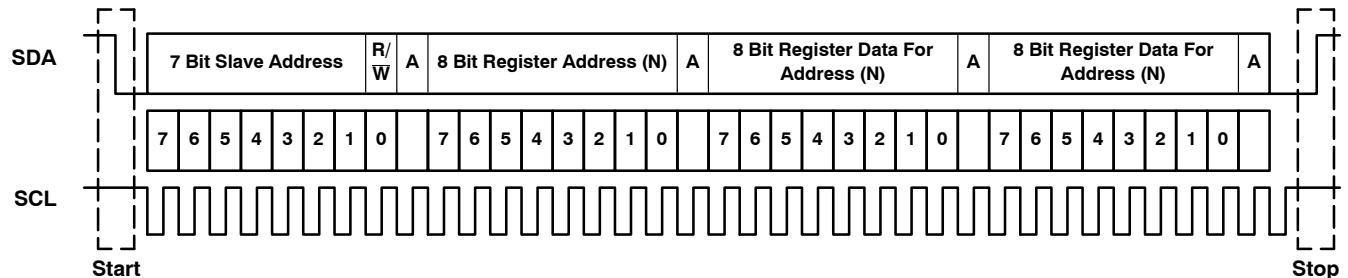 SDA
7 Bit Slave Address
R/
W
A
8 Bit Register Address (N)
A
8 Bit Register Data For
Address (N)
A
8 Bit Register Data For
Address (N)
A
7 6 5 4 3 2 1 0 7 6 5 4 3 2 1 0 7 6 5 4 3 2 1 0 7 6 5 4 3 2 1 0
SCL
Start
Stop